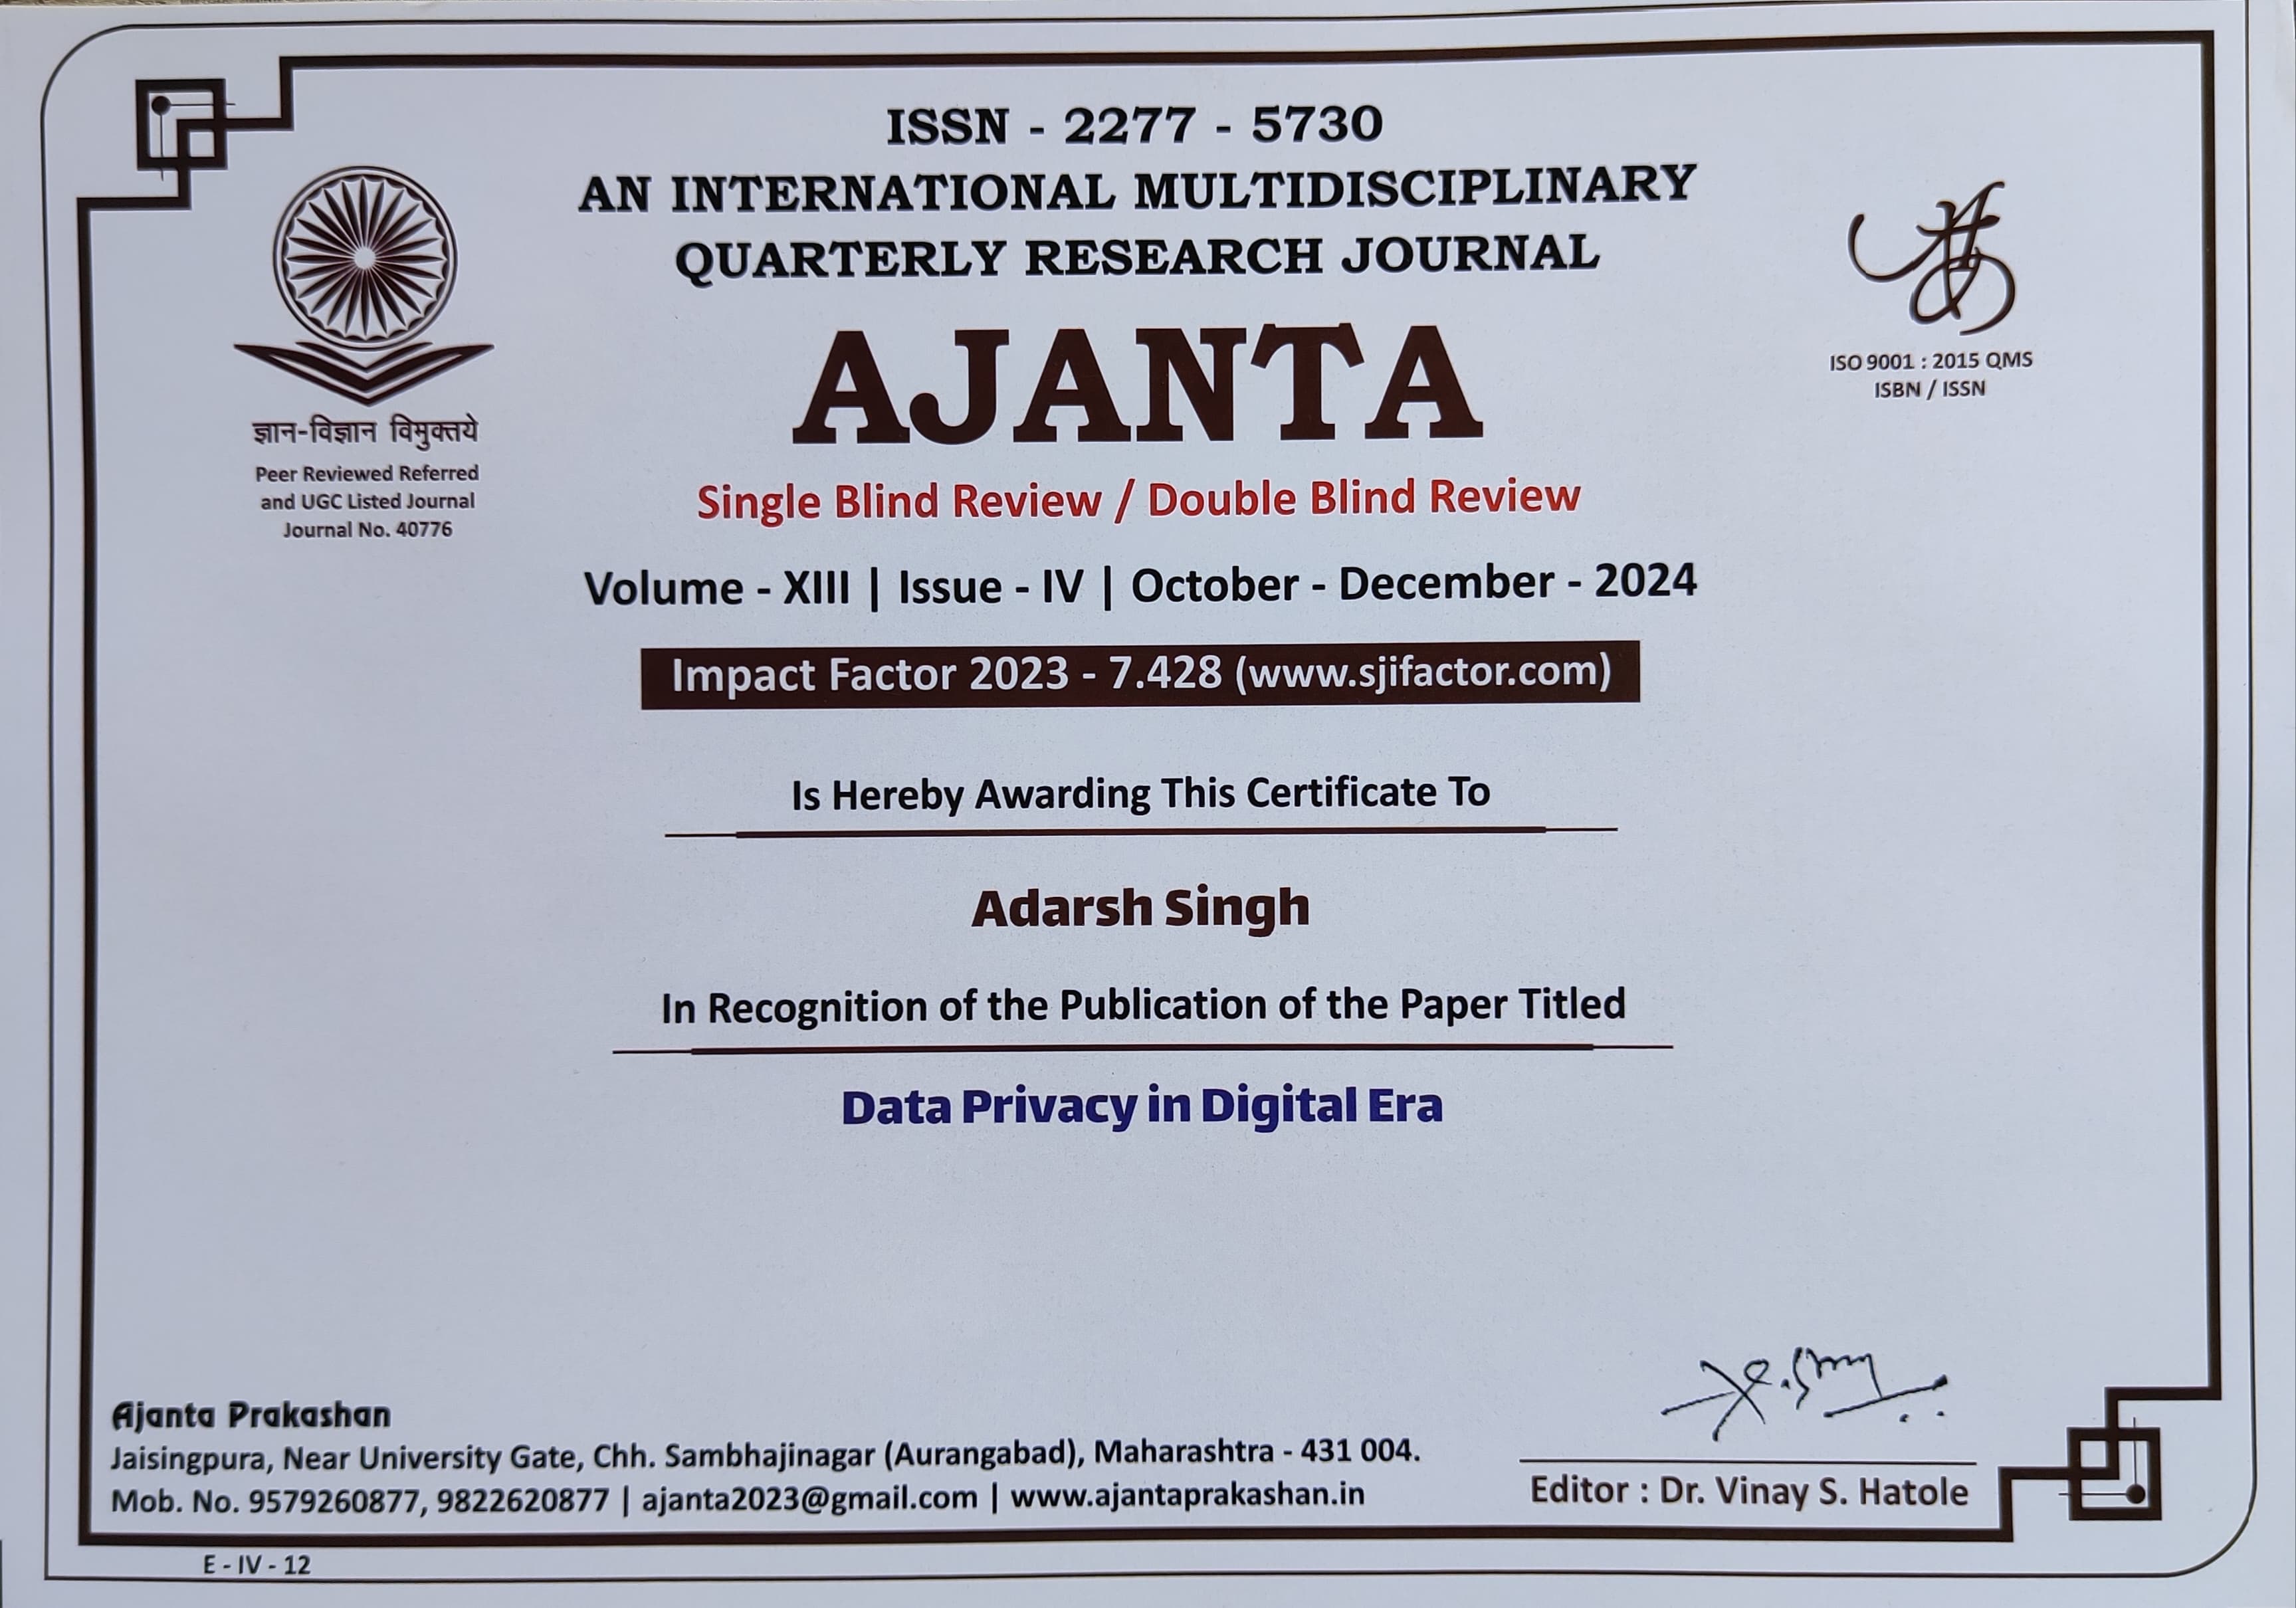 ISSN - 2277 - 5730
AN INTERNATIONAL MULTIDISCIPLINARY
QUARTERLY RESEARCH JOURNAL
AJANTA
ज्ञान-विज्ञान विमुक्तये
Peer Reviewed Referred
and UGC Listed Journal
Journal No. 40776
ISO 9001 : 2015 QMS
ISBN / ISSN
Single Blind Review / Double Blind Review
Volume - XIII | Issue - IV | October - December - 2024
Impact Factor 2023 - 7.428 (www.sjifactor.com)
Is Hereby Awarding This Certificate To
Adarsh Singh
In Recognition of the Publication of the Paper Titled
Data Privacy in Digital Era
Ajanta Prakashan
Jaisingpura, Near University Gate, Chh. Sambhajinagar (Aurangabad), Maharashtra - 431 004.
Mob. No. 9579260877, 9822620877 | ajanta2023@gmail.com | www.ajantaprakashan.in
Editor : Dr. Vinay S. Hatole
E - IV - 12